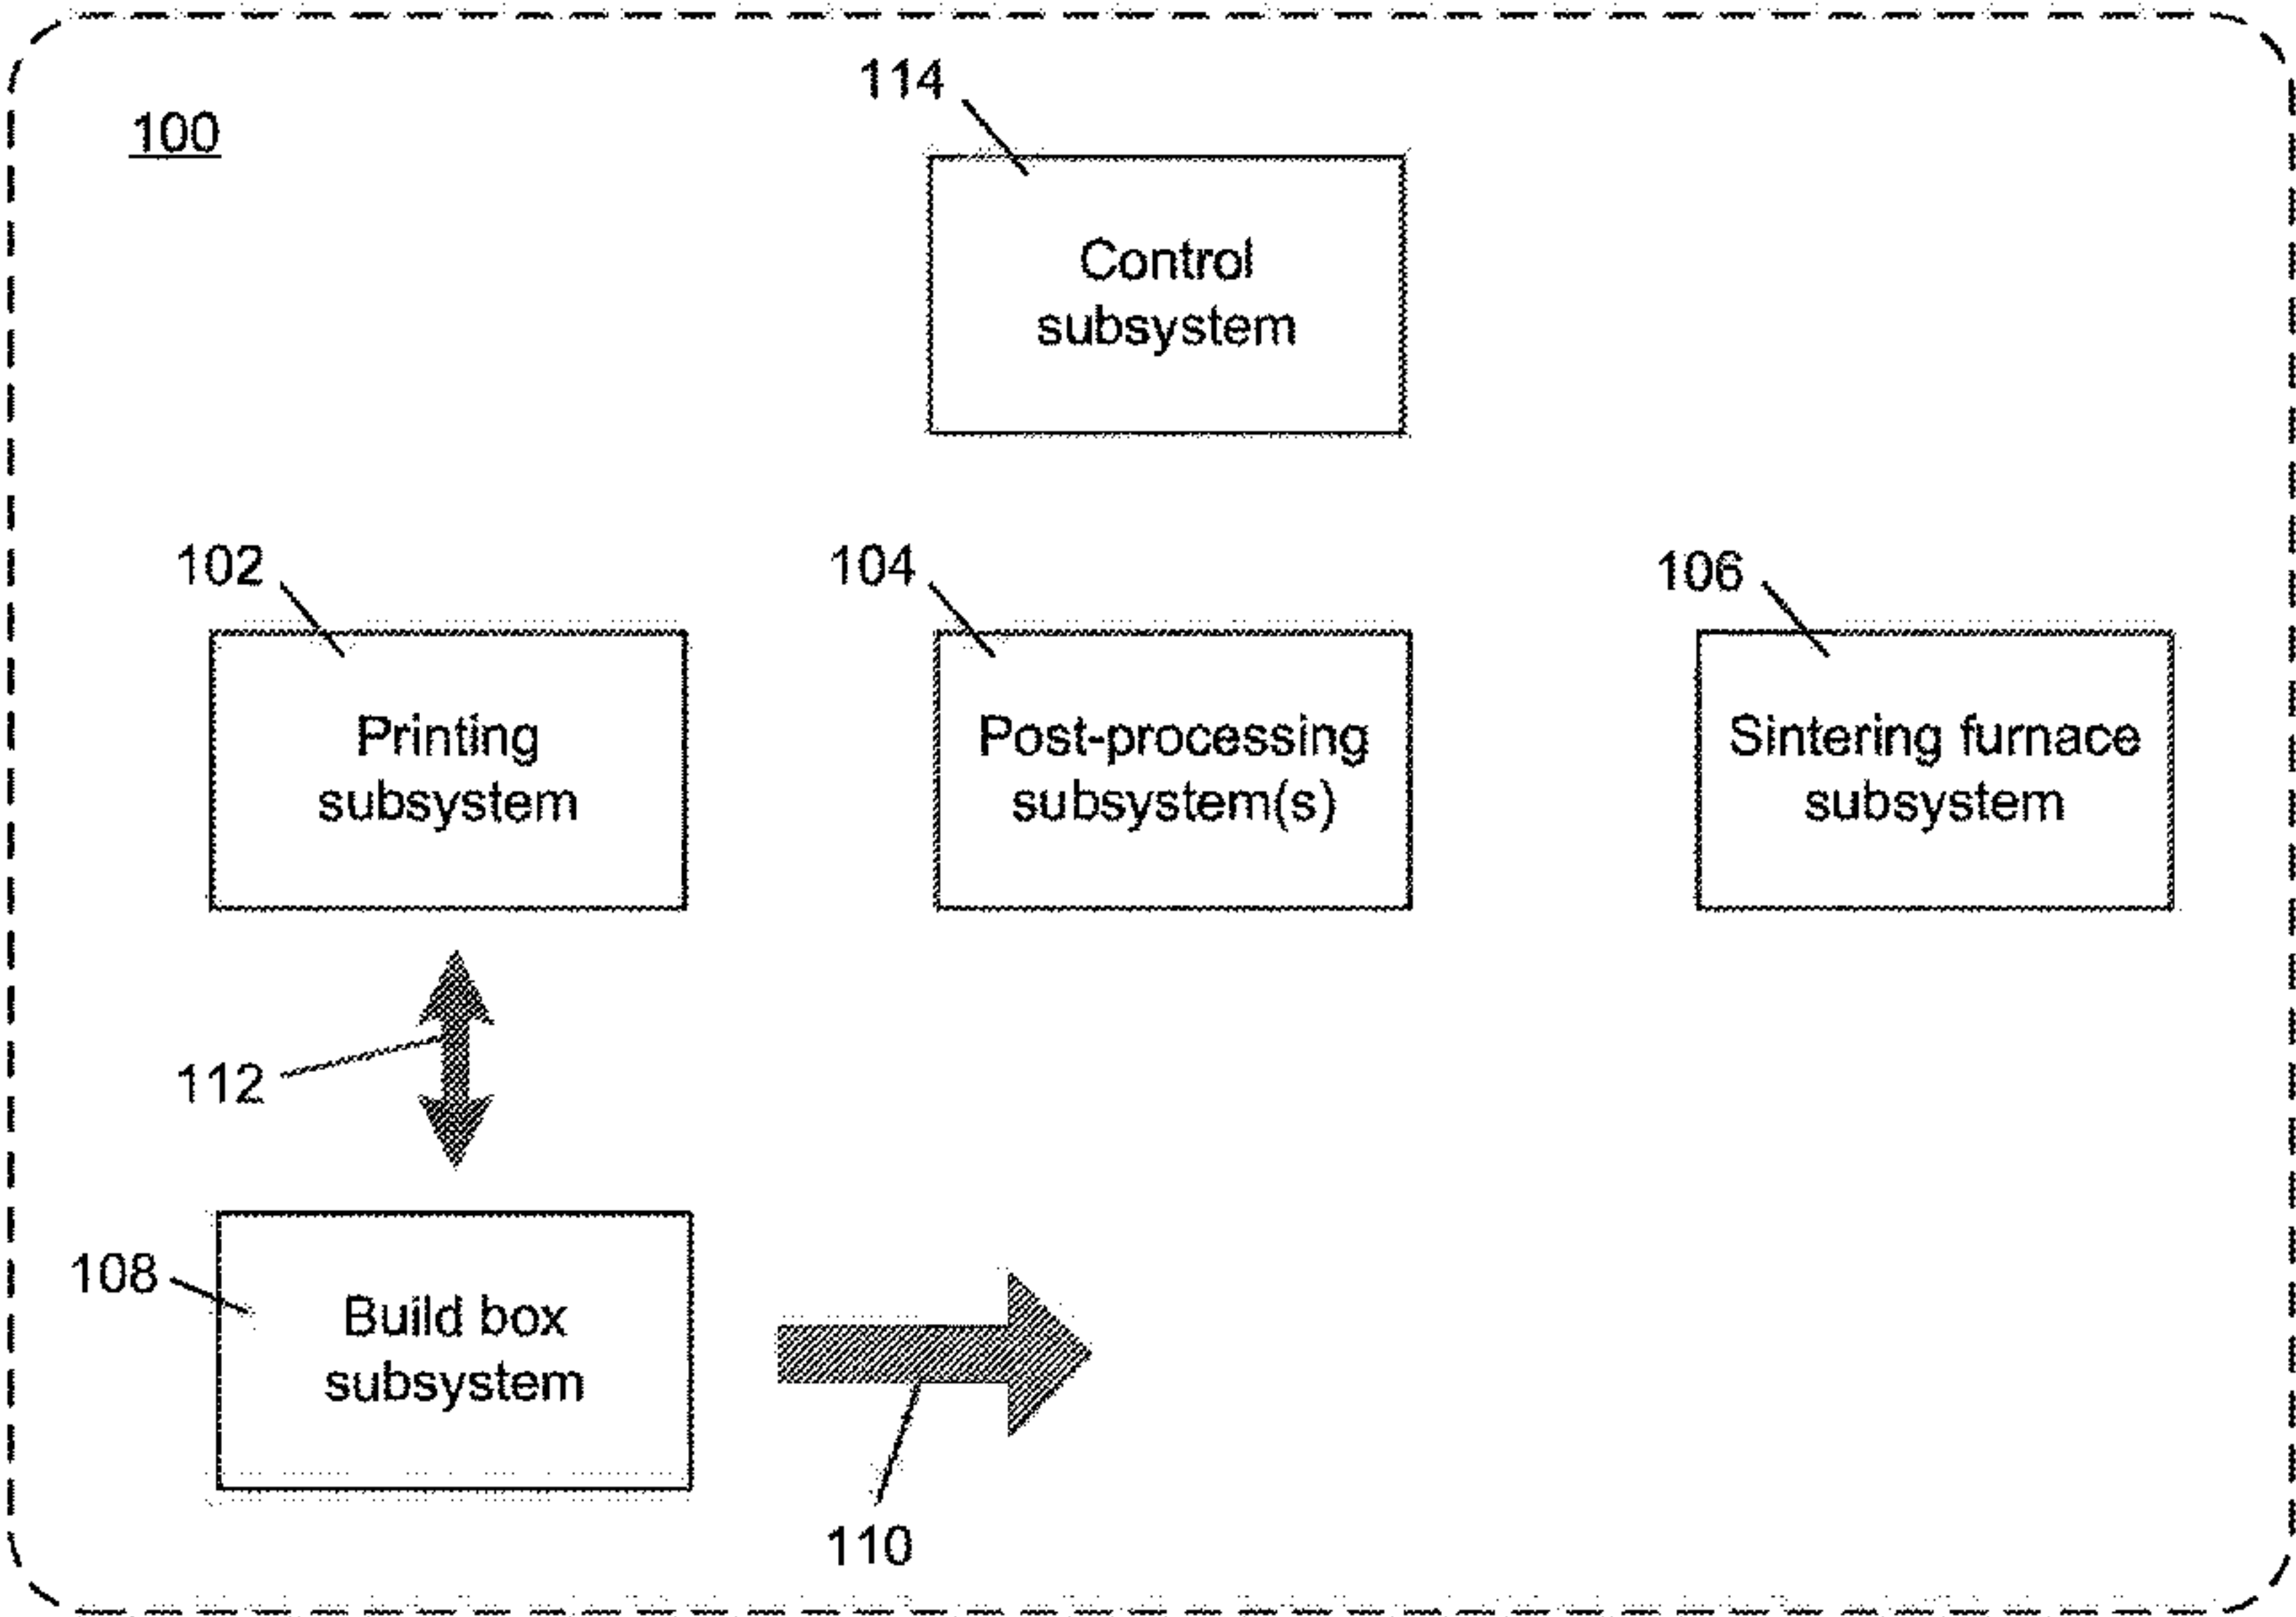 114
100
Control
subsystem
102
104
106
Printing
subsystem
Post-processing
subsystem(s)
Sintering furnace
subsystem
112
108
Build box
subsystem
110